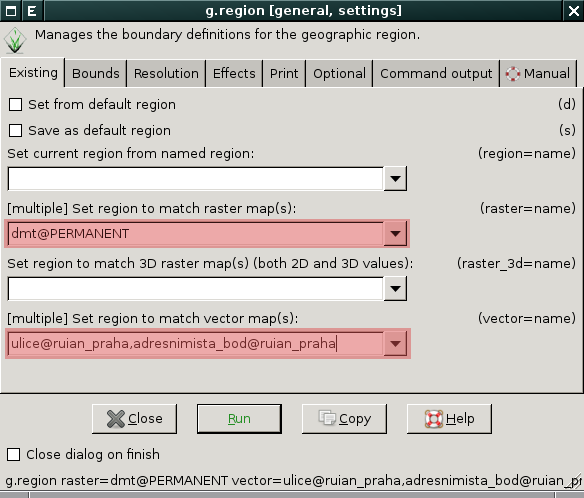 g.region [general, settings]
Manages the boundary definitions for the geographic region.
Existing Bounds Resolution Effects Print Optional Command output Manual
Set from default region (d)
Save as default region (s)
Set current region from named region: (region=name)
[multiple] Set region to match raster map(s): (raster=name)
dmt@PERMANENT
Set region to match 3D raster map(s) (both 2D and 3D values): (raster_3d=name)
[multiple] Set region to match vector map(s): (vector=name)
ulice@ruian_praha,adresnimista_bod@ruian_praha
Close Run Copy Help
Close dialog on finish
g.region raster=dmt@PERMANENT vector=ulice@ruian_praha,adresnimista_bod@ruian_p